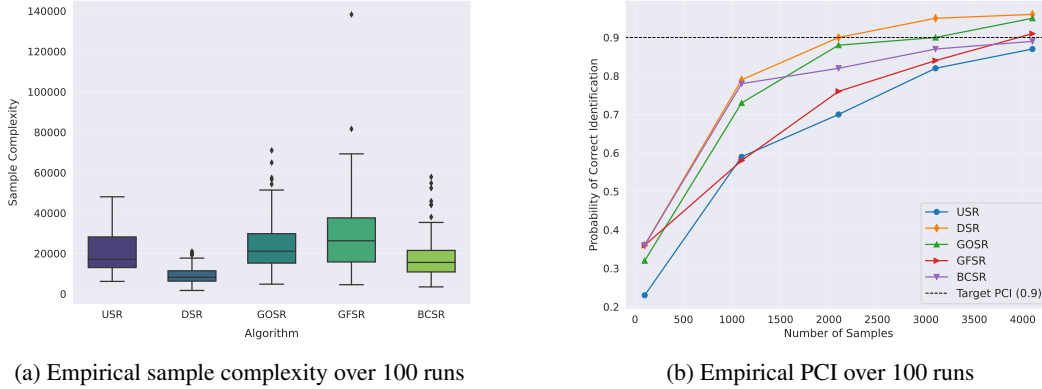 140000
120000
100000
80000
60000
40000
20000
0
Sample Complexity
USR DSR GOSR GFSR BCSR
Algorithm
(a) Empirical sample complexity over 100 runs
0.9
0.8
0.7
0.6
0.5
0.4
0.3
0.2
Probability of Correct Identification
USR
DSR
GOSR
GFSR
BCSR
Target PCI (0.9)
0 500 1000 1500 2000 2500 3000 3500 4000
Number of Samples
(b) Empirical PCI over 100 runs